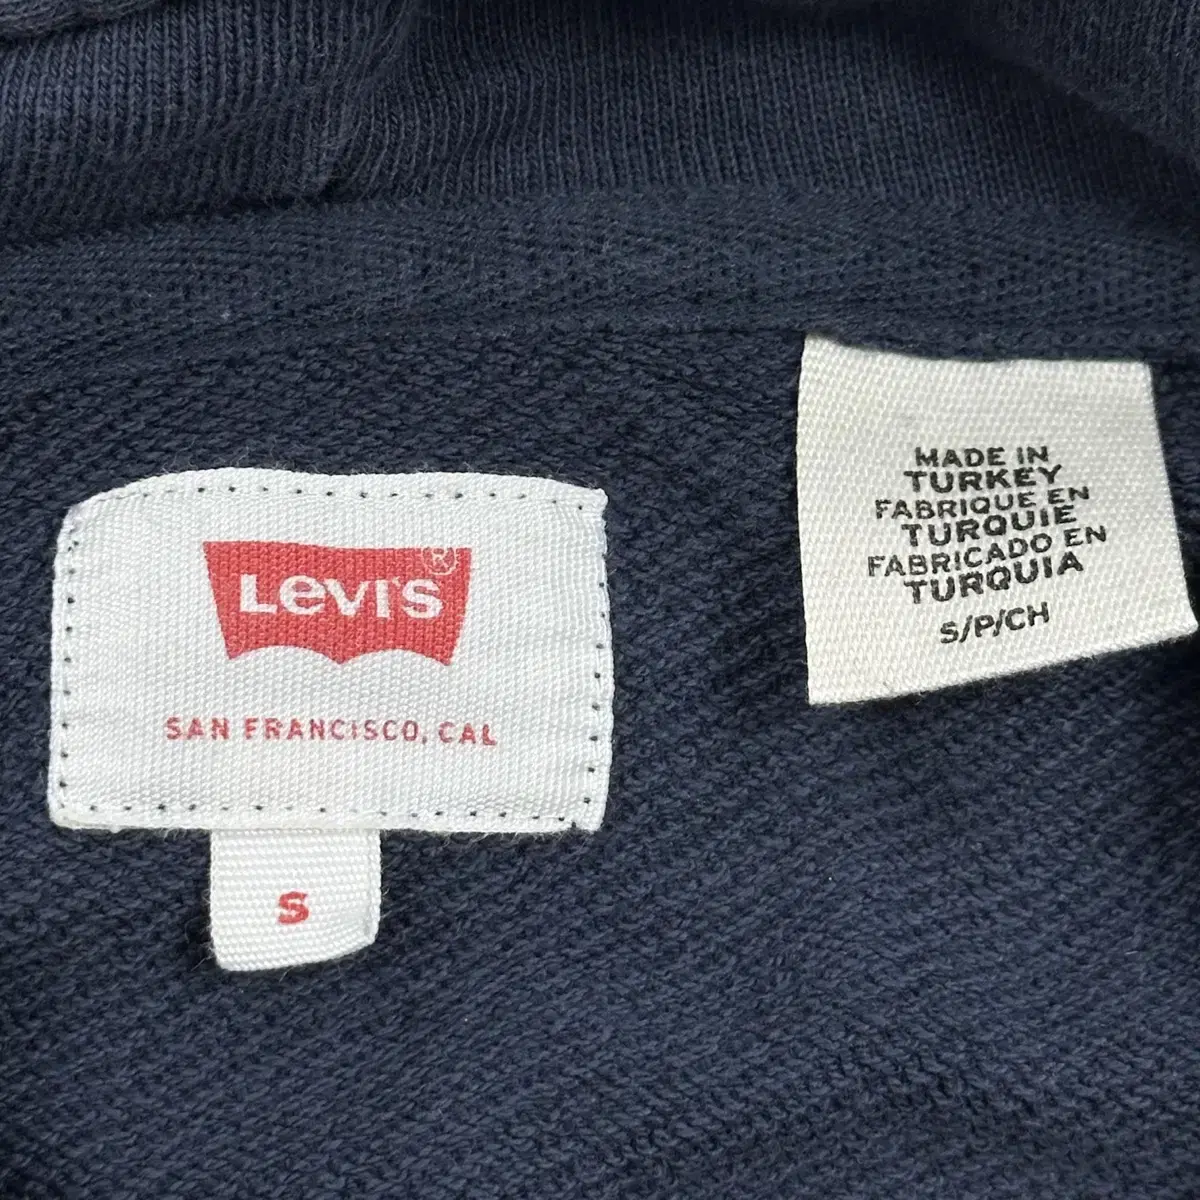 LEVI'S®
SAN FRANCISCO, CAL
S
MADE IN
TURKEY
FABRIQUE EN
TURQUIE
FABRICADO EN
TURQUIA
S/P/CH